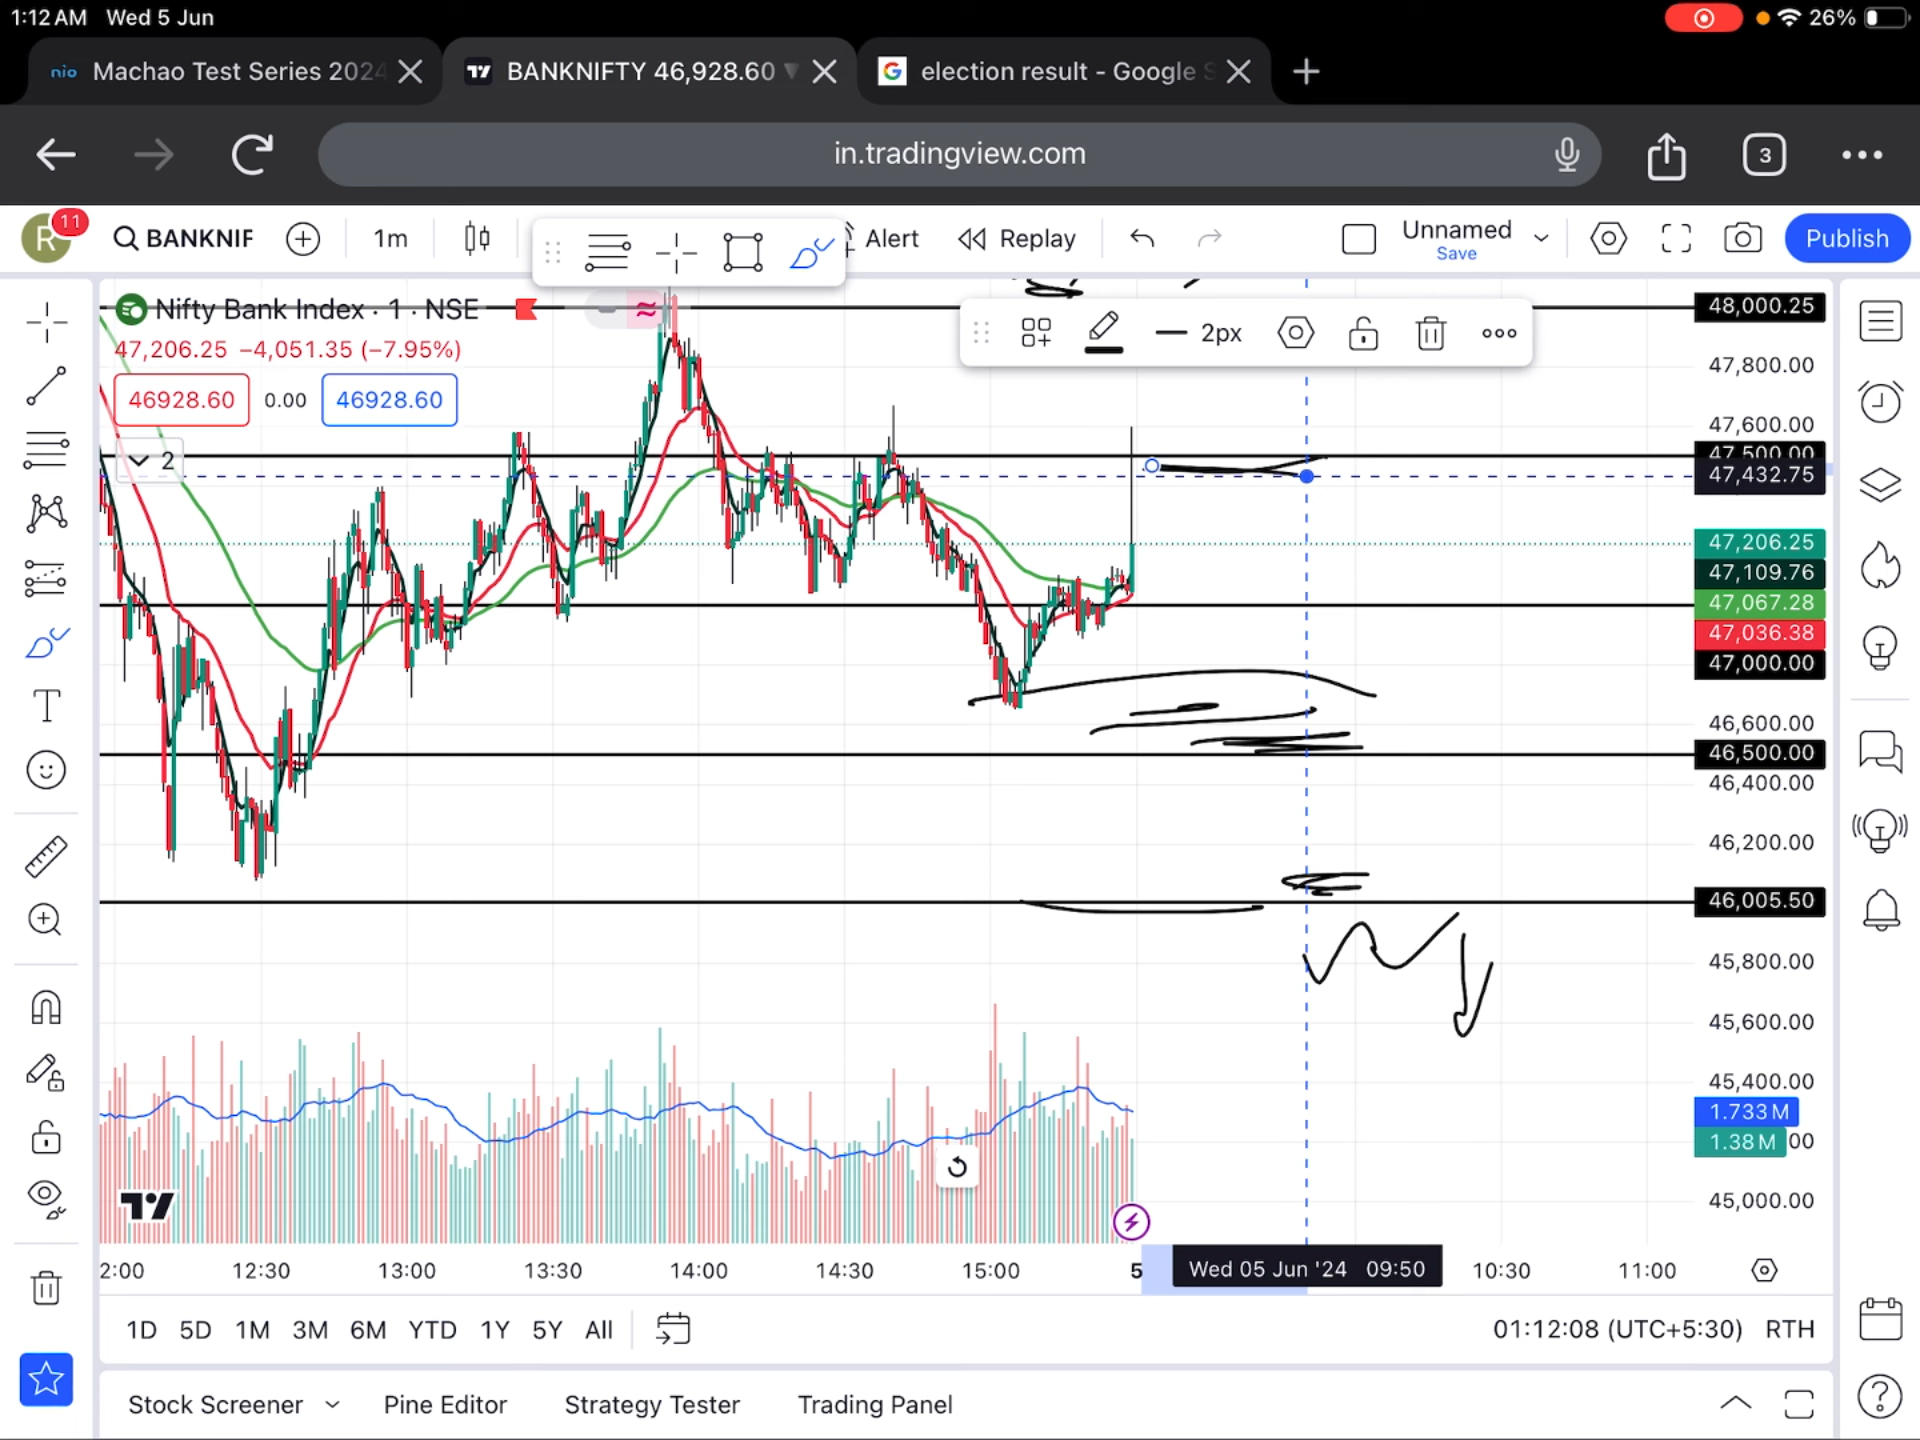 1:12 AM Wed 5 Jun
26%
nio Machao Test Series 2024
BANKNIFTY 46,928.60 ▼
election result - Google S
in.tradingview.com
3
R 11
BANKNIF
1m
Alert
Replay
Unnamed
Save
Publish
Nifty Bank Index · 1 · NSE
47,206.25 −4,051.35 (−7.95%)
46928.60 0.00 46928.60
2
2px
48,000.25
47,800.00
47,600.00
47,500.00
47,432.75
47,206.25
47,109.76
47,067.28
47,036.38
47,000.00
46,600.00
46,500.00
46,400.00
46,200.00
46,005.50
45,800.00
45,600.00
45,400.00
1.733 M
1.38 M 00
45,000.00
2:00 12:30 13:00 13:30 14:00 14:30 15:00 5 Wed 05 Jun '24 09:50 10:30 11:00
1D 5D 1M 3M 6M YTD 1Y 5Y All
01:12:08 (UTC+5:30) RTH
Stock Screener Pine Editor Strategy Tester Trading Panel